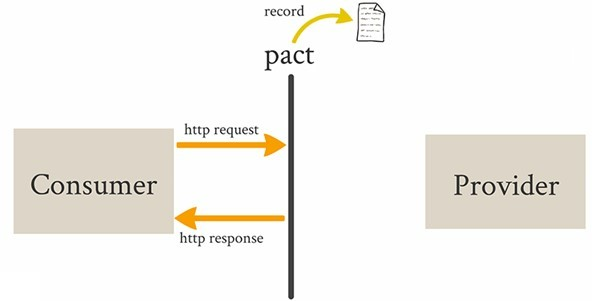 record
pact
http request
Consumer
Provider
http response